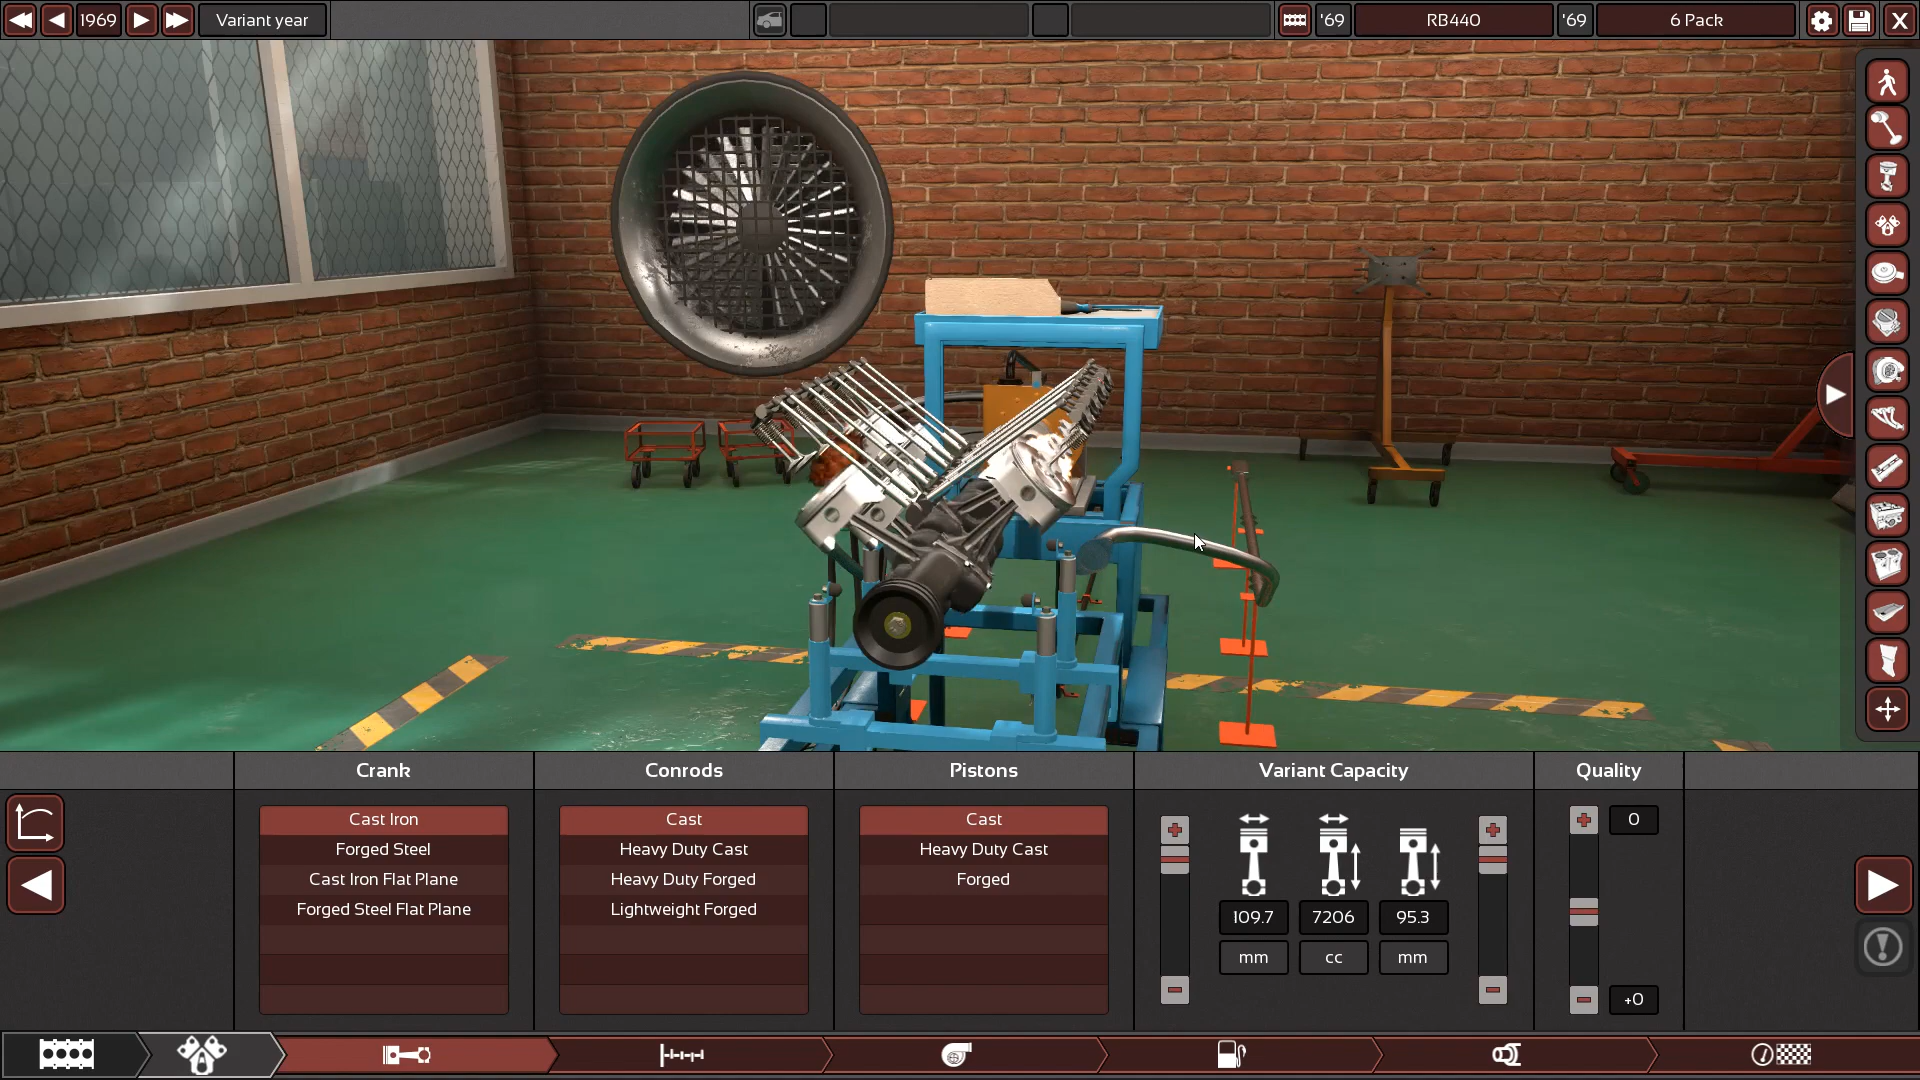 1969
Variant year
'69
RB440
'69
6 Pack
Crank
Cast Iron
Forged Steel
Cast Iron Flat Plane
Forged Steel Flat Plane
Conrods
Cast
Heavy Duty Cast
Heavy Duty Forged
Lightweight Forged
Pistons
Cast
Heavy Duty Cast
Forged
Variant Capacity
109.7
7206
95.3
mm
cc
mm
Quality
0
+0